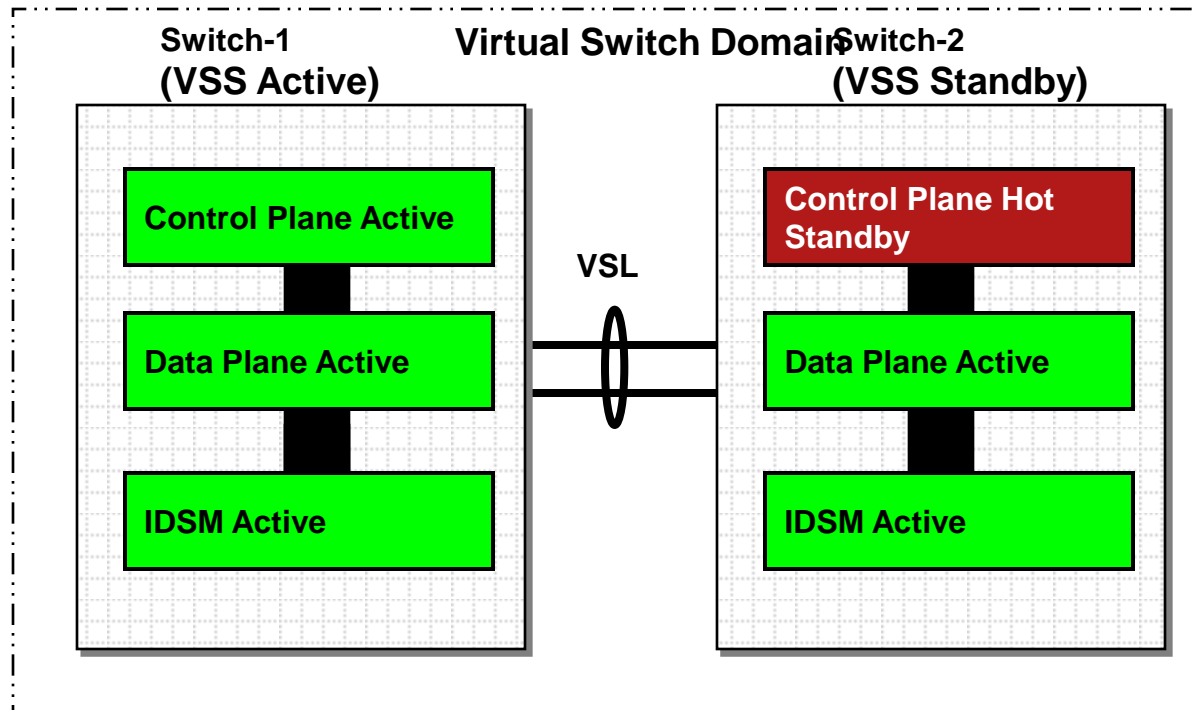 Switch-1
(VSS Active)
Virtual Switch Domain
Switch-2
(VSS Standby)
Control Plane Active
Data Plane Active
IDSM Active
VSL
Control Plane Hot
Standby
Data Plane Active
IDSM Active